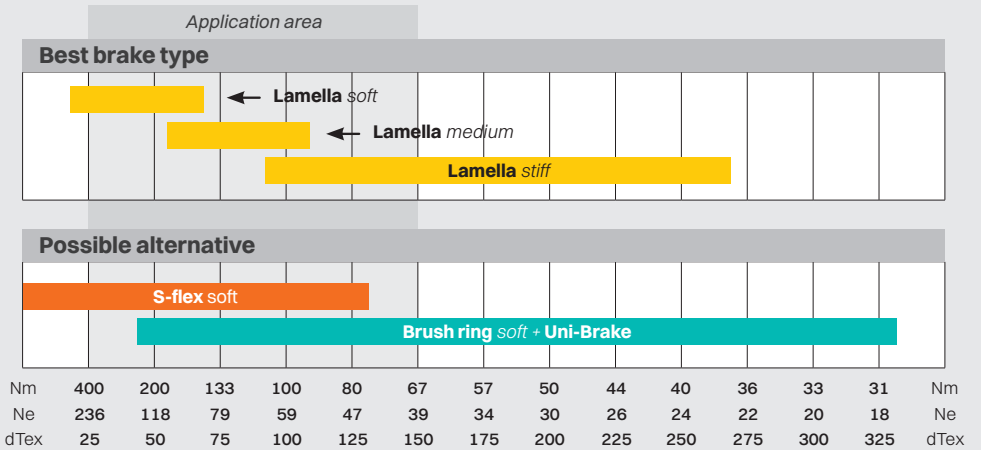 Application area
Best brake type
Lamella soft
Lamella medium
Lamella stiff
Possible alternative
S-flex soft
Brush ring soft + Uni-Brake
Nm 400 200 133 100 80 67 57 50 44 40 36 33 31 Nm
Ne 236 118 79 59 47 39 34 30 26 24 22 20 18 Ne
dTex 25 50 75 100 125 150 175 200 225 250 275 300 325 dTex